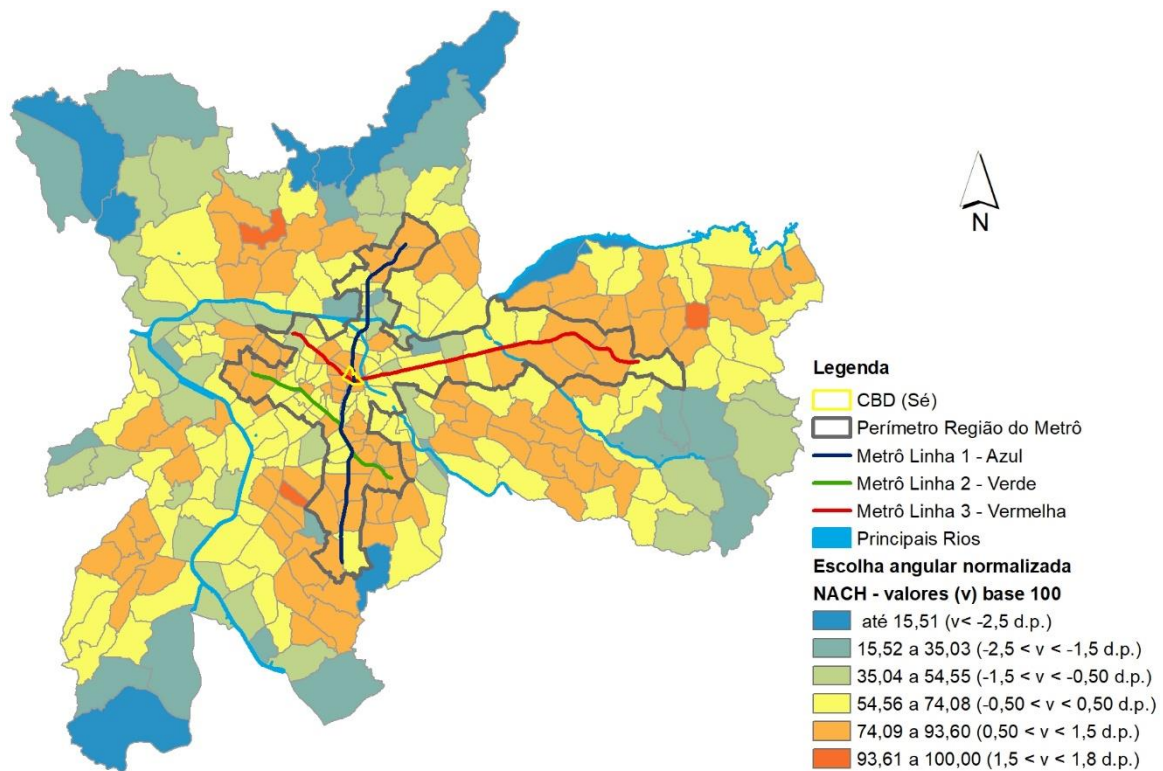 N
Legenda
CBD (Sé)
Perímetro Região do Metrô
Metrô Linha 1 - Azul
Metrô Linha 2 - Verde
Metrô Linha 3 - Vermelha
Principais Rios
Escolha angular normalizada
NACH - valores (v) base 100
até 15,51 (v< -2,5 d.p.)
15,52 a 35,03 (-2,5 < v < -1,5 d.p.)
35,04 a 54,55 (-1,5 < v < -0,50 d.p.)
54,56 a 74,08 (-0,50 < v < 0,50 d.p.)
74,09 a 93,60 (0,50 < v < 1,5 d.p.)
93,61 a 100,00 (1,5 < v < 1,8 d.p.)